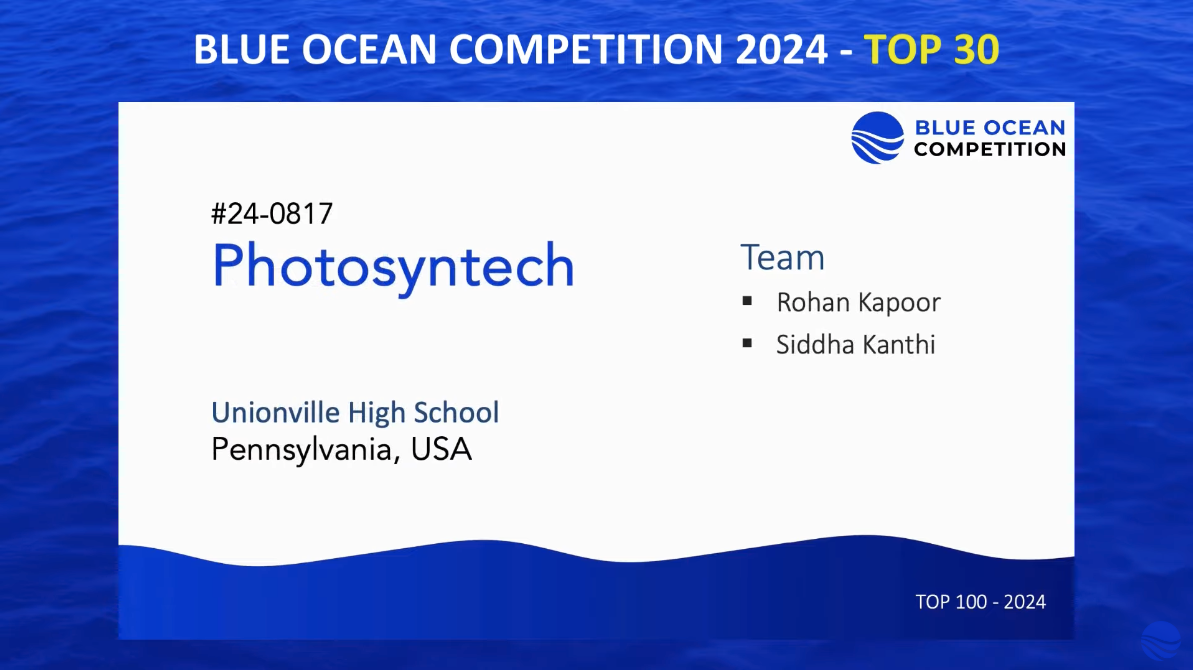 BLUE OCEAN COMPETITION 2024 - TOP 30
BLUE OCEAN
COMPETITION
#24-0817
Photosyntech
Team
▪ Rohan Kapoor
▪ Siddha Kanthi
Unionville High School
Pennsylvania, USA
TOP 100 - 2024